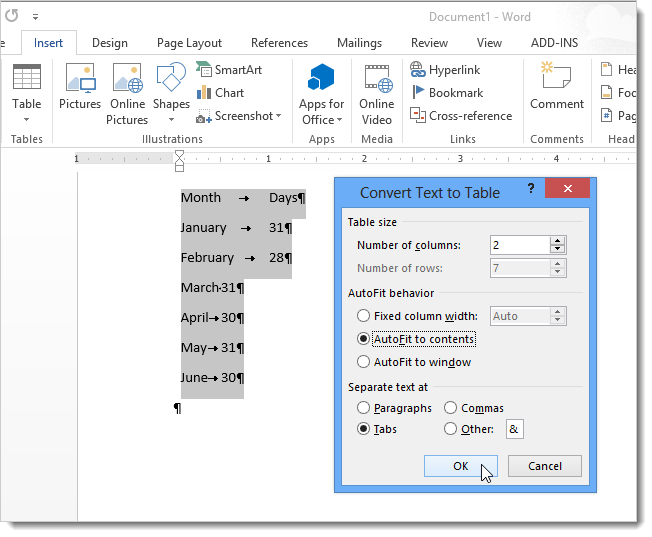 Document1 - Word
Insert Design Page Layout References Mailings Review View ADD-INS
Table Pictures Online Pictures Shapes SmartArt Chart Screenshot Apps for Office Online Video Hyperlink Bookmark Cross-reference Comment
Tables Illustrations Apps Media Links Comments
1 1 2 3 4
Month → Days¶
January → 31¶
February → 28¶
March·31¶
April→30¶
May→31¶
June→30¶
¶
Convert Text to Table ?
Table size
Number of columns: 2
Number of rows: 7
AutoFit behavior
Fixed column width: Auto
AutoFit to contents
AutoFit to window
Separate text at
Paragraphs Commas
Tabs Other: &
OK Cancel